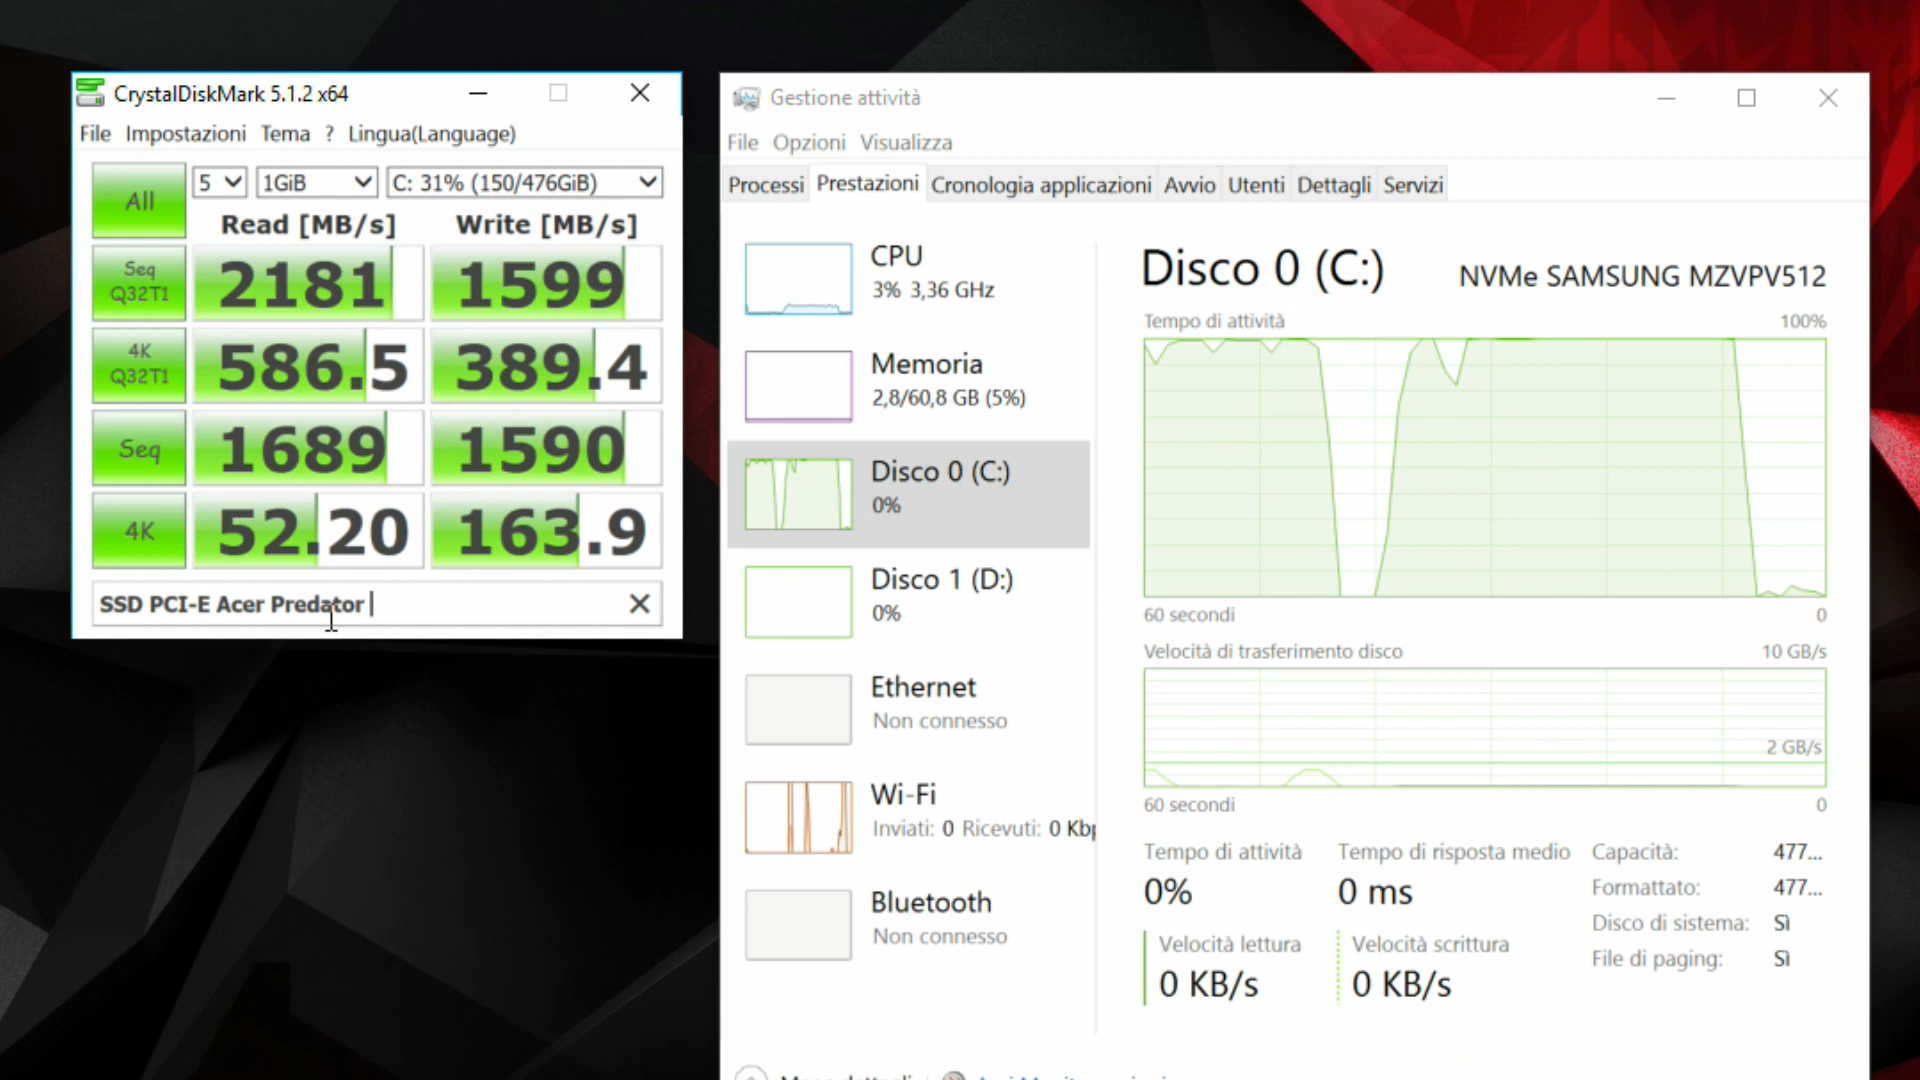 CrystalDiskMark 5.1.2 x64
File Impostazioni Tema ? Lingua(Language)
All
5
1GiB
C: 31% (150/476GiB)
Read [MB/s]
Write [MB/s]
Seq
Q32T1
2181
1599
4K
Q32T1
586.5
389.4
Seq
1689
1590
4K
52.20
163.9
SSD PCI-E Acer Predator
Gestione attività
File Opzioni Visualizza
Processi Prestazioni Cronologia applicazioni Avvio Utenti Dettagli Servizi
CPU
3% 3,36 GHz
Memoria
2,8/60,8 GB (5%)
Disco 0 (C:)
0%
Disco 1 (D:)
0%
Ethernet
Non connesso
Wi-Fi
Inviati: 0 Ricevuti: 0 Kbp
Bluetooth
Non connesso
Disco 0 (C:)
NVMe SAMSUNG MZVPV512
Tempo di attività
100%
60 secondi
0
Velocità di trasferimento disco
10 GB/s
2 GB/s
60 secondi
0
Tempo di attività
0%
Tempo di risposta medio
0 ms
Velocità lettura
0 KB/s
Velocità scrittura
0 KB/s
Capacità: 477...
Formattato: 477...
Disco di sistema: Sì
File di paging: Sì